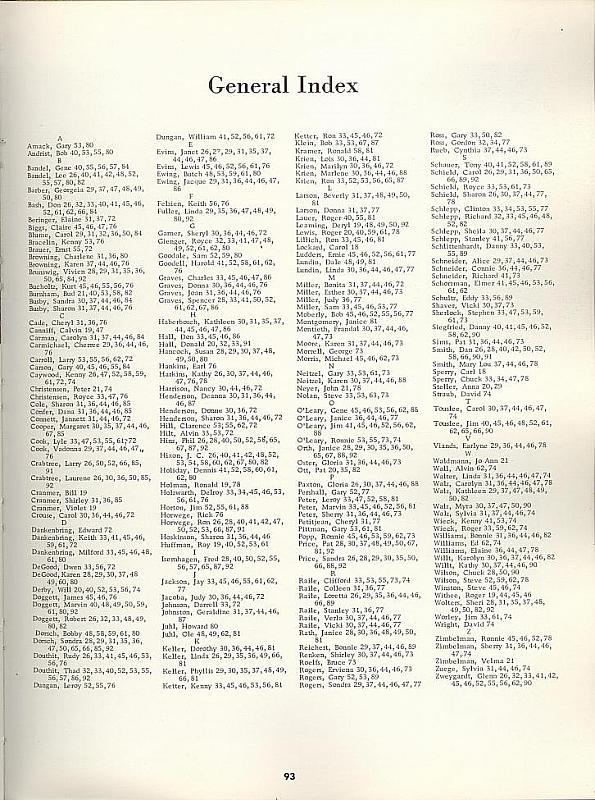 General Index
A
Amack, Gary 53, 80
Andrist, Bob 40, 53, 55, 80
B
Bandel, Gene 40, 55, 56, 57, 84
Bandel, Lee 26, 40, 41, 42, 48, 52,
55, 57, 80, 82
Barber, Georgela 29, 37, 47, 48, 49,
50, 80
Bash, Don 26, 32, 33, 40, 41, 45, 46,
52, 61, 62, 66, 84
Beringer, Elaine 31, 37, 72
Biggs, Claire 45, 46, 47, 76
Blume, Carol 29, 31, 32, 36, 50, 84
Bracelin, Kenny 53, 76
Brauer, Ernst 55, 72
Browning, Charlene 31, 36, 80
Browning, Karen 37, 44, 46, 76
Brunswig, Vivien 28, 29, 31, 35, 36,
50, 65, 84, 92
Bucholtz, Kurt 45, 46, 55, 56, 76
Burnham, Bud 21, 40, 53, 58, 82
Busby, Sandra 30, 37, 44, 46, 84
Busby, Sharon 31, 37, 44, 46, 76
C
Cade, Cheryl 31, 36, 76
Canaiff, Calvin 19, 47
Carman, Carolyn 31, 37, 44, 46, 84
Carmichael, Charree 29, 36, 44, 46,
76
Carroll, Larry 53, 55, 56, 62, 72
Carson, Gary 40, 45, 46, 55, 84
Caywood, Kenny 26, 47, 52, 58, 59,
61, 72, 74
Christensen, Peter 21, 74
Christensen, Royce 33, 47, 76
Cole, Sharon 31, 36, 44, 46, 85
Confer, Diana 31, 36, 44, 46, 85
Connett, Jannett 31, 44, 46, 72
Cooper, Margaret 30, 35, 37, 44, 46,
67, 85
Cook, Lyle 33, 47, 53, 55, 61, 72
Cook, Vadonna 29, 37, 44, 46, 47,
76
Crabtree, Larry 26, 50, 52, 66, 85,
91
Crabtree, Laurene 26, 30, 36, 50, 85,
92
Cranmer, Bill 19
Cranmer, Shirley 31, 36, 85
Cranmer, Violet 19
Crouse, Carol 30, 36, 44, 46, 72
D
Dankenbring, Edward 72
Dankenbring, Keith 33, 41, 45, 46,
59, 61, 72
Dankenbring, Milford 33, 45, 46, 48,
61, 80
DeGood, Dwen 33, 56, 72
DeGood, Karen 28, 29, 30, 37, 48
49, 60, 80
Derby, Will 20, 40, 52, 53, 56, 74
Doggett, James 45, 46, 76
Doggett, Marvin 40, 48, 49, 50, 59,
61, 80, 92
Doggett, Robert 26, 32, 33, 48, 49,
80, 82
Dorsch, Bobby 48, 58, 59, 61, 80
Dorsch, Sondra 28, 29, 31, 35, 36,
47, 50, 65, 66, 85, 92
Douthit, Rudy 26, 33, 41, 45, 46, 53,
56, 76
Douthit, Thad 32, 33, 40, 52, 53, 55,
56, 57, 86, 92
Dungan, Leroy 52, 55, 76
Dungan, William 41, 52, 56, 61, 72
E
Evins, Janet 26, 27, 29, 31, 35, 37,
44, 46, 47, 86
Evins, Lewis 45, 46, 52, 56, 61, 76
Ewing, Butch 48, 53, 59, 61, 80
Ewing, Jacque 29, 31, 36, 44, 46, 47,
86
F
Felzien, Keith 56, 76
Fuller, Linda 29, 35, 36, 47, 48, 49,
80, 92
G
Gamer, Sheryl 30, 36, 44, 46, 72
Gienger, Royce 32, 33, 41, 47, 48,
49, 52, 61, 62, 80
Goodale, Sam 52, 59, 80
Goodell, Harold 41, 52, 58, 61, 62,
76
Graves, Charles 33, 45, 46, 47, 86
Graves, Donna 30, 36, 44, 46, 76
Graves, Jean 31, 36, 44, 46, 76
Graves, Spencer 28, 33, 41, 50, 52,
61, 62, 67, 86
H
Haberbouch, Kathleen 30, 31, 35, 37,
44, 45, 46, 47, 86
Hall, Don 33, 45, 46, 86
Hall, Donald 20, 52, 53, 91
Hancock, Susan 28, 29, 30, 37, 48,
49, 50, 80
Hankins, Earl 76
Harkins, Kathy 26, 30, 37, 44, 46,
47, 76, 78
Harrison, Nancy 30, 44, 46, 72
Henderson, Deanna 30, 31, 36, 44,
46, 87
Henderson, Donne 30, 36, 72
Henderson, Sharon 31, 36, 44, 46, 72
Hill, Clarence 53, 55, 62, 72
Hilt, Alvin 33, 53, 72
Hinz, Phil 26, 28, 40, 50, 52, 56, 65,
67, 87, 92
Hixon, J. C. 26, 40, 41, 42, 48, 52,
53, 54, 58, 60, 62, 67, 80, 82
Holiday, Dennis 41, 52, 58, 60, 61,
62, 80
Holman, Ronald 19, 78
Holzwarth, Delroy 33, 34, 45, 46, 53,
56, 61, 76
Horton, Jim 52, 55, 61, 88
Horwege, Rick 76
Horwege, Ron 26, 28, 40, 41, 42, 47,
50, 52, 53, 66, 87, 91
Hoskinson, Sharon 31, 36, 44, 46
Huffman, Ray 19, 40, 52, 53, 61
I
Isernhagen, Fred 28, 40, 50, 52, 55,
56, 57, 65, 87, 92
J
Jackson, Jay 33, 45, 46, 55, 61, 62,
77
Jacobs, Judy 30, 36, 44, 46, 72
Johnson, Darrell 33, 72
Johnston, Geraldine 31, 37, 44, 46,
87
Juhl, Howard 80
Juhl, Ole 48, 49, 62, 81
K
Keller, Dorothy 30, 36, 44, 46, 81
Keller, Linda 26, 29, 35, 36, 49, 66,
81
Keller, Phyllis 29, 30, 35, 37, 48, 49,
66, 81
Ketter, Kenny 33, 45, 46, 53, 56, 81
Ketter, Ron 33, 45, 46, 72
Klein, Bob 33, 53, 67, 87
Kramer, Ronald 58, 81
Krien, Lois 30, 36, 44, 81
Krien, Marilyn 30, 36, 46, 72
Krien, Marlene 30, 36, 44, 46, 88
Krien, Ron 33, 52, 53, 56, 65, 87
L
Larson, Beverly 31, 37, 48, 49, 50,
81
Larson, Donna 31, 37, 77
Lauer, Roger 40, 55, 81
Leaming, Deryl 19, 48, 49, 50, 92
Lewis, Roger 20, 40, 59, 61, 78
Lillich, Ron 33, 45, 46, 81
Lockard, Carol 18
Ludders, Ernie 45, 46, 52, 56, 61, 77
Lundin, Dale 48, 49, 81
Lundin, Linda 30, 36, 44, 46, 47, 77
M
Miller, Bonita 31, 37, 44, 46, 72
Miller, Esther 30, 37, 44, 46, 73
Miller, Judy 36, 77
Miller, Sam 33, 45, 46, 53, 77
Moberly, Bob 45, 46, 52, 55, 56, 77
Montgomery, Janice 81
Montieth, Frandal 30, 37, 44, 46,
47, 73
Moore, Karen 31, 37, 44, 46, 73
Morrell, George 73
Norris, Michael 45, 46, 62, 73
N
Neitzel, Gary 33, 53, 61, 73
Neitzel, Karen 30, 37, 44, 46, 88
Neyer, John 21, 78
Nolan, Steve 33, 53, 61, 73
O
O'Leary, Gene 45, 46, 53, 56, 62, 88
O'Leary, Janice 36, 44, 46, 77
O'Leary, Jim 41, 45, 46, 52, 56, 62,
88
O'Leary, Ronnie 53, 55, 73, 74
Orth, Janice 28, 29, 30, 35, 36, 50,
65, 67, 88, 92
Oster, Gloria 31, 36, 44, 46, 73
Ott, Pat 20, 35, 82
P
Paxton, Gloria 26, 30, 37, 44, 46, 88
Penhall, Gary 52, 77
Peter, Leroy 33, 47, 52, 58, 81
Peter, Marvin 33, 45, 46, 52, 56, 81
Peter, Sherry 31, 36, 44, 46, 73
Petitjean, Cheryl 31, 77
Pittman, Gary 53, 61, 81
Popp, Ronnie 45, 46, 53, 59, 62, 73
Price, Pat 28, 30, 37, 48, 49, 50, 67,
81, 92
Price, Sandra 26, 28, 29, 30, 35, 50,
66, 88, 92
R
Raile, Clifford 33, 53, 55, 73, 74
Raile, Colleen 31, 36, 77
Raile, Loretta 26, 29, 35, 36, 44, 46,
66, 89
Raile, Stanley 31, 36, 77
Raile, Verla 30, 37, 44, 46, 77
Raile, Vicki 30, 37, 44, 46, 77
Rath, Janice 28, 30, 36, 48, 49, 50,
81
Reichert, Bonnie 29, 37, 44, 46, 89
Renken, Shirley 30, 37, 44, 46, 73
Roelfs, Bruce 73
Rogers, Erviena 30, 36, 44, 46, 73
Rogers, Gary 52, 53, 89
Rogers, Sondra 29, 37, 44, 46, 47, 77
Ross, Gary 33, 50, 82
Ross, Gordon 32, 34, 77
Rueb, Cynthia 37, 44, 46, 73
S
Schauer, Tony 40, 41, 52, 58, 61, 89
Schield, Carol 26, 29, 31, 36, 50, 65,
66, 89, 92
Schield, Royce 33, 53, 61, 73
Schield, Sharon 26, 30, 37, 44, 77,
78
Schlepp, Clinton 33, 34, 53, 55, 77
Schlepp, Richard 32, 33, 45, 46, 48,
52, 82
Schlepp, Sheila 30, 37, 44, 46, 77
Schlepp, Stanley 41, 56, 77
Schlittenhardt, Danny 33, 40, 53,
55, 89
Schneider, Alice 29, 37, 44, 46, 73
Schneider, Connie 36, 44, 46, 77
Schneider, Richard 41, 73
Schorzman, Elmer 41, 45, 46, 53, 56,
61, 62
Schultz, Eddy 33, 56, 89
Shaver, Vicki 30, 37, 73
Sherlock, Stephen 33, 47, 53, 59,
61, 73
Siegfried, Danny 40, 41, 45, 46, 52,
58, 62, 90
Sims, Pat 31, 36, 44, 46, 73
Smith, Dan 26, 28, 40, 42, 50, 52,
58, 66, 90, 91
Smith, Mary Lou 37, 44, 46, 78
Sperry, Carl 18
Sperry, Chuck 33, 34, 47, 78
Steller, Anna 20, 29
Straub, David 74
T
Touslee, Carol 30, 37, 44, 46, 47,
74
Touslee, Jim 40, 45, 46, 48, 52, 61,
62, 65, 66, 90
V
Viands, Earlyne 29, 36, 44, 46, 78
W
Waldmann, Jo Ann 21
Wall, Alvin 62, 74
Walter, Linda 31, 36, 44, 46, 47, 74
Walz, Carolyn 31, 36, 44, 46, 47, 78
Walz, Kathleen 29, 37, 47, 48, 49,
50, 82
Walz, Myra 30, 37, 47, 50, 90
Walz, Sylvia 31, 37, 44, 46, 74
Wieck, Kenny 41, 53, 74
Wieck, Roger 33, 59, 62, 74
Williams, Bonnie 31, 36, 44, 46, 82
Williams, Ed 62, 74
Williams, Elaine 36, 44, 47, 78
Willit, Karolyn 30, 36, 37, 44, 46, 90
Willit, Kathy 30, 37, 44, 46, 90
Wilson, Chuck 28, 50, 90
Wilson, Steve 52, 59, 62, 78
Winston, Steve 45, 46, 74
Withee, Roger 19, 44, 45, 46
Wolters, Sheri 28, 31, 35, 37, 48,
49, 50, 82, 92
Worley, Jim 33, 61, 74
Wright, David 74
Z
Zimbelman, Ronnie 45, 46, 52, 78
Zimbelman, Sherry 31, 36, 44, 46,
47, 74
Zimbelman, Velma 21
Zuege, Sylvia 31, 44, 46, 74
Zweygardt, Glenn 26, 32, 33, 41, 42,
45, 46, 52, 55, 56, 62, 90
93